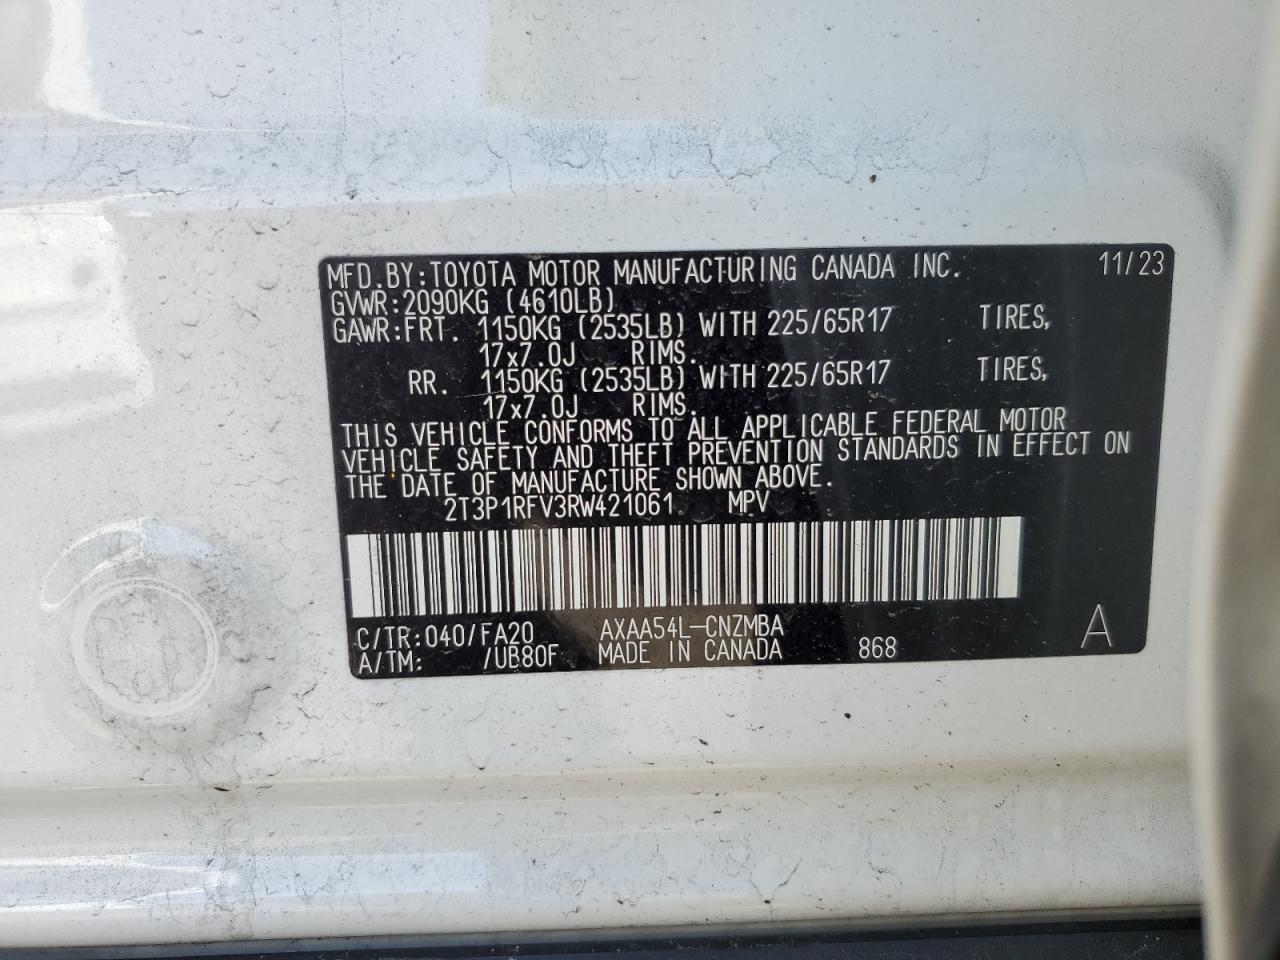 MFD.BY:TOYOTA MOTOR MANUFACTURING CANADA INC. 11/23
GVWR:2090KG (4610LB)
GAWR:FRT. 1150KG (2535LB) WITH 225/65R17 TIRES,
17x7.0J RIMS.
RR. 1150KG (2535LB) WITH 225/65R17 TIRES,
17x7.0J RIMS.
THIS VEHICLE CONFORMS TO ALL APPLICABLE FEDERAL MOTOR
VEHICLE SAFETY AND THEFT PREVENTION STANDARDS IN EFFECT ON
THE DATE OF MANUFACTURE SHOWN ABOVE.
2T3P1RFV3RW421061 MPV
C/TR:040/FA20 AXAA54L-CNZMBA A
A/TM: /UB80F MADE IN CANADA 868